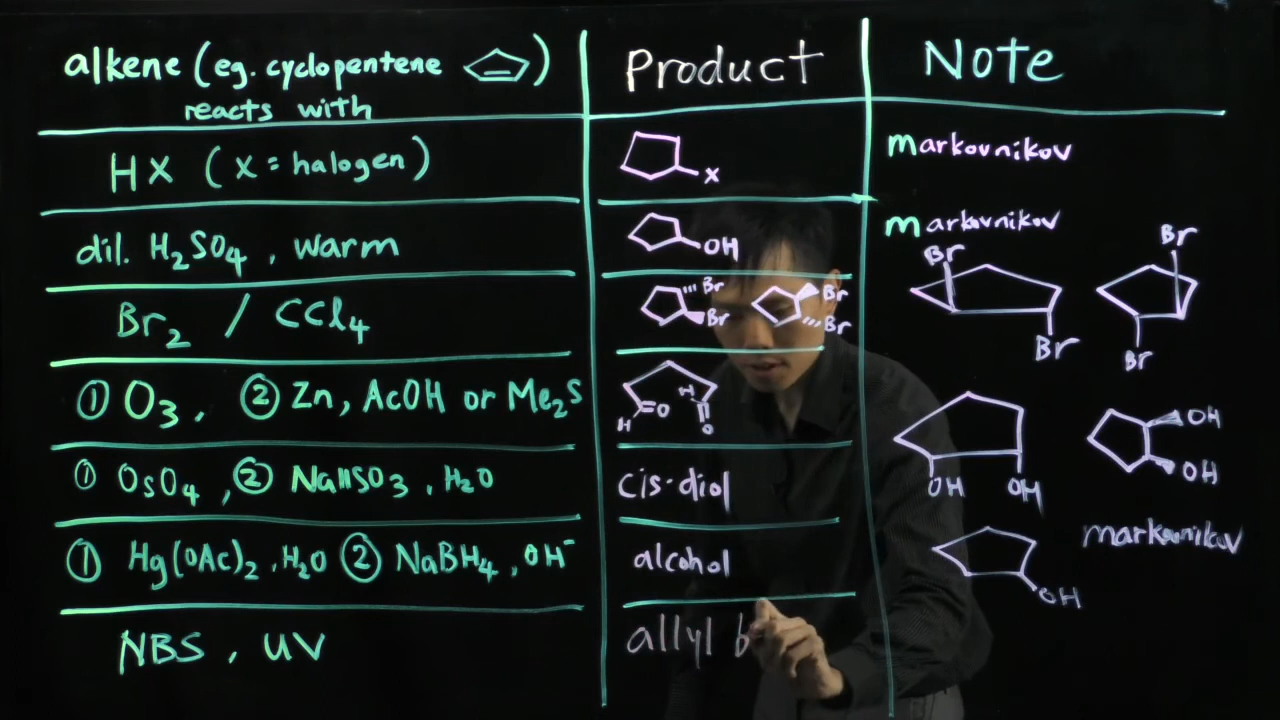 alkene (eg. cyclopentene ) Product Note
reacts with
HX (X = halogen) X markovnikov
dil. H2SO4, warm OH markovnikov
Br2 / CCl4 Br Br Br Br Br Br Br Br
① O3, ② Zn, AcOH or Me2S H O H O
① OsO4, ② NaHSO3, H2O cis-diol OH OH OH OH
① Hg(OAc)2, H2O ② NaBH4, OH⁻ alcohol OH markovnikov
NBS, UV allyl b